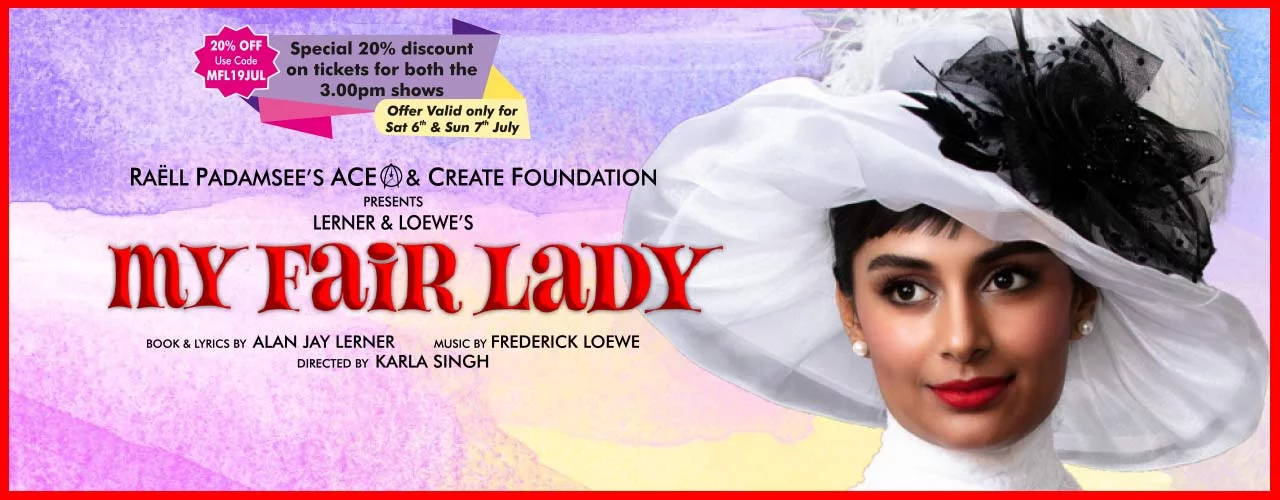 20% OFF
Use Code
MFL19JUL
Special 20% discount
on tickets for both the
3.00pm shows
Offer Valid only for
Sat 6th & Sun 7th July
RAËLL PADAMSEE'S ACE & CREATE FOUNDATION
PRESENTS
LERNER & LOEWE'S
MY FAIR LADY
BOOK & LYRICS BY ALAN JAY LERNER MUSIC BY FREDERICK LOEWE
DIRECTED BY KARLA SINGH